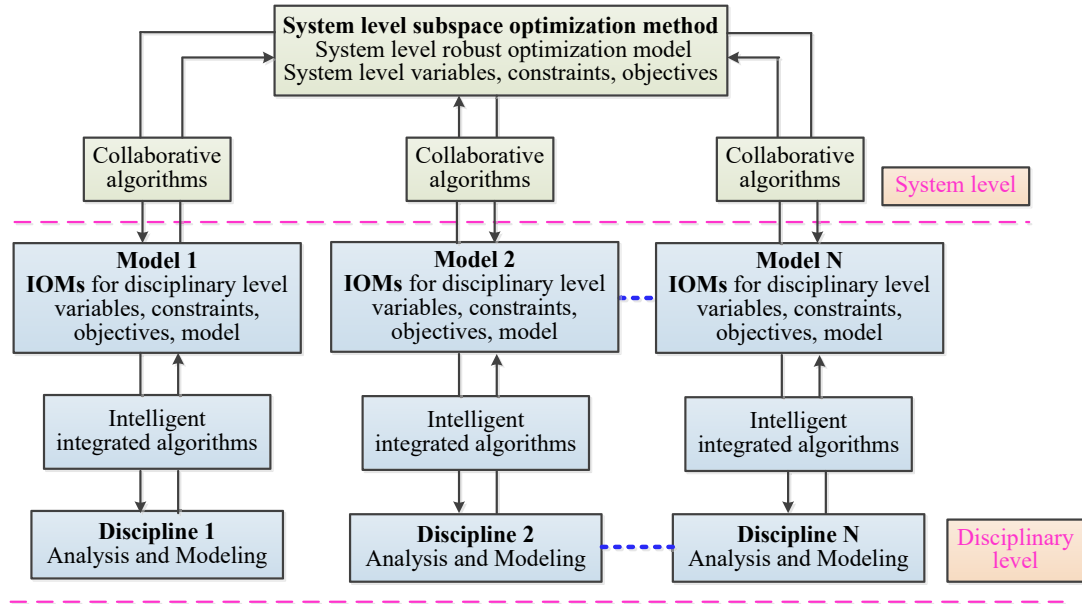 System level subspace optimization method
System level robust optimization model
System level variables, constraints, objectives
Collaborative
algorithms
Collaborative
algorithms
Collaborative
algorithms
System level
Model 1
IOMs for disciplinary level
variables, constraints,
objectives, model
Model 2
IOMs for disciplinary level
variables, constraints,
objectives, model
Model N
IOMs for disciplinary level
variables, constraints,
objectives, model
Intelligent
integrated algorithms
Intelligent
integrated algorithms
Intelligent
integrated algorithms
Discipline 1
Analysis and Modeling
Discipline 2
Analysis and Modeling
Discipline N
Analysis and Modeling
Disciplinary
level